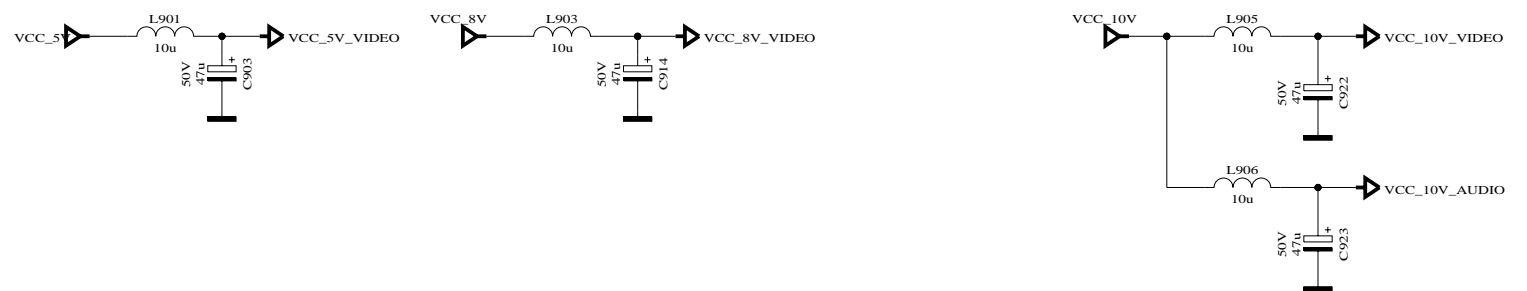 VCC_5V
L901
10u
VCC_5V_VIDEO
50V
47u
+
C903
VCC_8V
L903
10u
VCC_8V_VIDEO
50V
47u
+
C914
VCC_10V
L905
10u
VCC_10V_VIDEO
50V
47u
+
C922
L906
10u
VCC_10V_AUDIO
50V
47u
+
C923